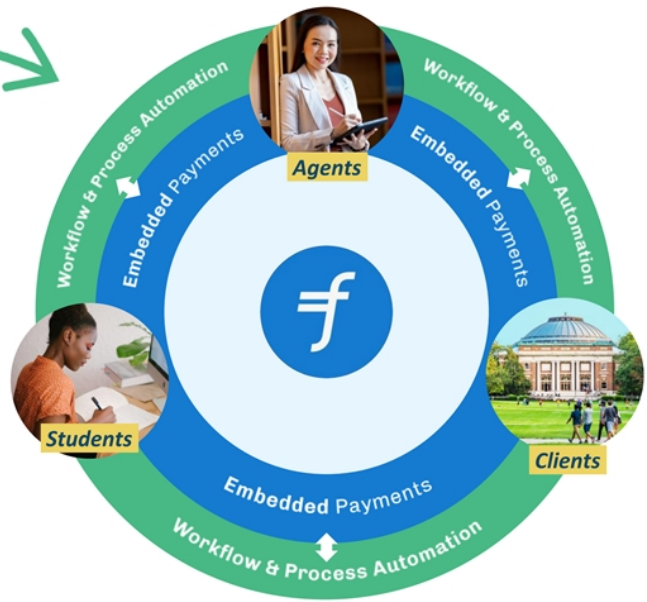 Workflow & Process Automation
Workflow & Process Automation
Embedded Payments
Embedded Payments
Agents
Students
Clients
Embedded Payments
Workflow & Process Automation